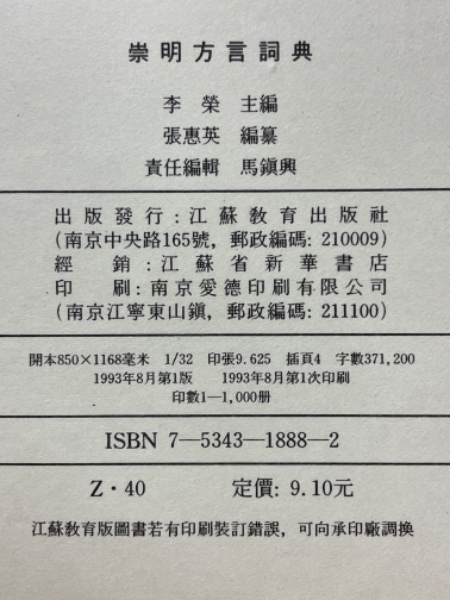 崇明方言詞典
李榮 主編
張惠英 編纂
責任編輯 馬鎮興
出版發行:江蘇教育出版社
(南京中央路165號, 郵政編碼: 210009)
經銷:江蘇省新華書店
印刷:南京愛德印刷有限公司
(南京江寧東山鎮, 郵政編碼: 211100)
開本850×1168毫米 1/32 印張9.625 插頁4 字數371,200
1993年8月第1版 1993年8月第1次印刷
印數1—1,000册
ISBN 7—5343—1888—2
Z·40 定價: 9.10元
江蘇教育版圖書若有印刷裝訂錯誤, 可向承印廠調換